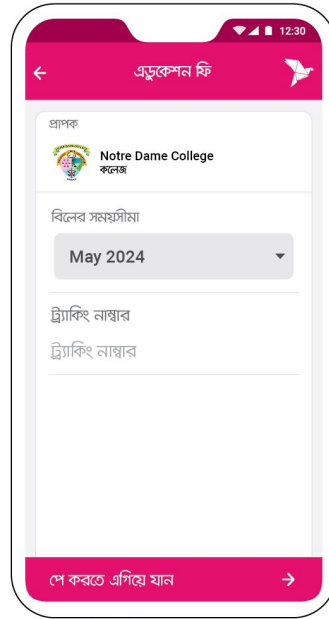 12:30
এডুকেশন ফি
প্রাপক
Notre Dame College
কলেজ
বিলের সময়সীমা
May 2024
ট্র্যাকিং নাম্বার
ট্র্যাকিং নাম্বার
পে করতে এগিয়ে যান